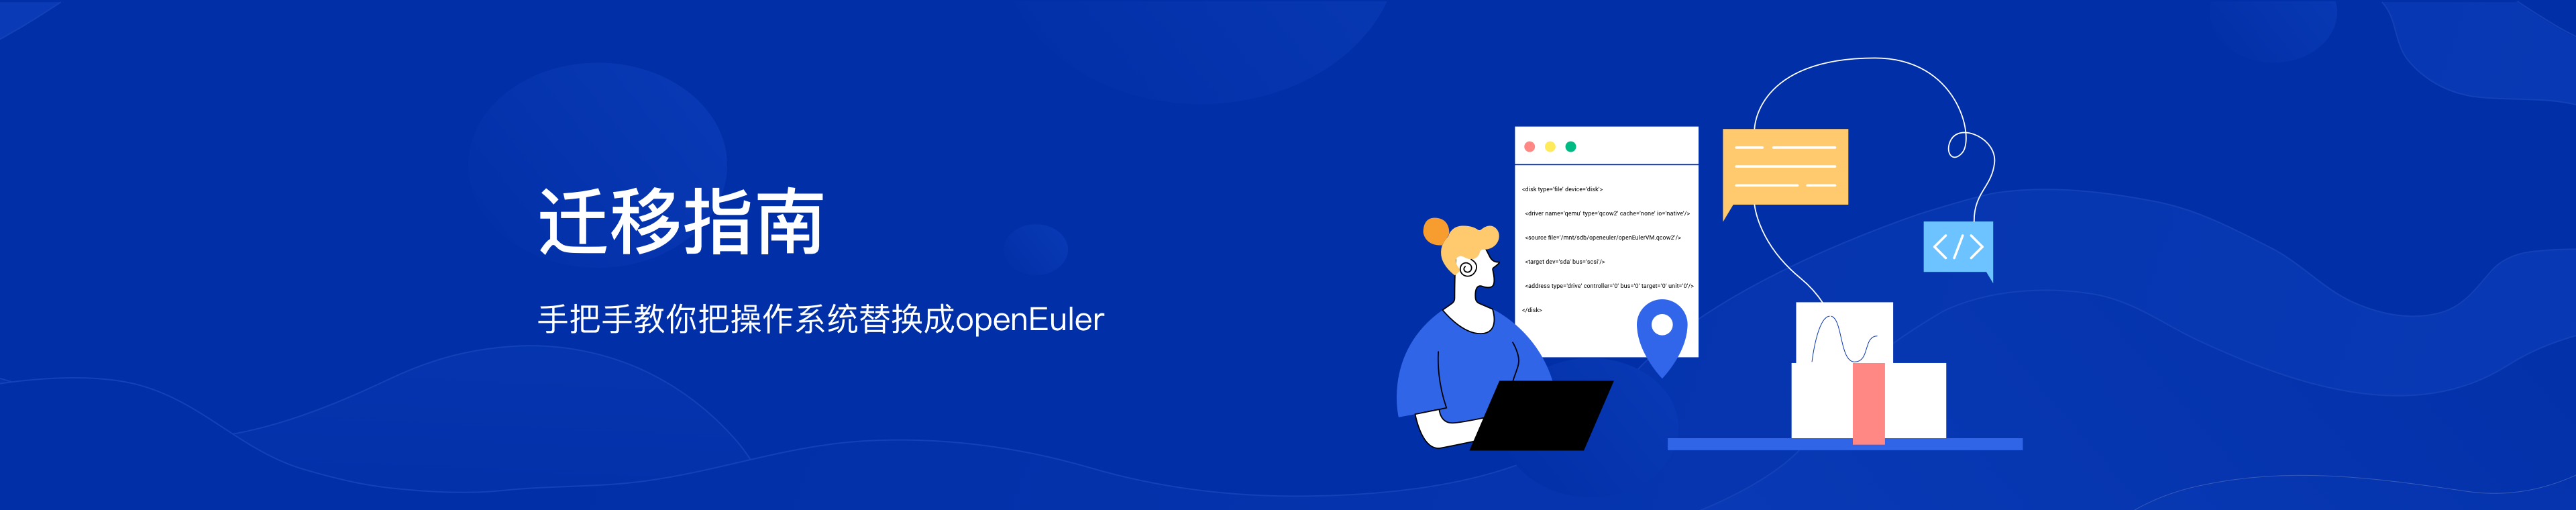 迁移指南
手把手教你把操作系统替换成openEuler
<disk type='file' device='disk'>
<driver name='qemu' type='qcow2' cache='none' io='native'/>
<source file='/mnt/sdb/openeuler/openEulerVM.qcow2'/>
<target dev='sda' bus='scsi'/>
<address type='drive' controller='0' bus='0' target='0' unit='0'/>
</disk>
</>